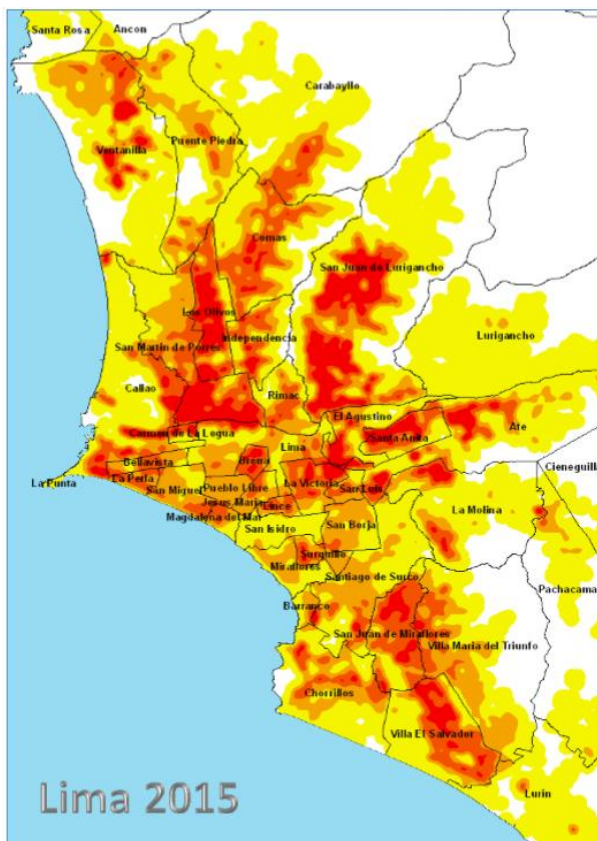 Santa Rosa
Ancon
Carabayllo
Ventanilla
Puente Piedra
Comas
San Juan de Lurigancho
Los Olivos
Independencia
Lurigancho
San Martin de Porres
Callao
Rimac
El Agustino
Santa Anita
Ate
Carmen de La Legua
Lima
Bellavista
Breña
Cieneguilla
La Punta
La Perla
San Miguel
Pueblo Libre
La Victoria
San Luis
Jesus Maria
Lince
La Molina
Magdalena del Mar
San Isidro
San Borja
Surquillo
Miraflores
Santiago de Surco
Pachacama
Barranco
San Juan de Miraflores
Villa Maria del Triunfo
Chorrillos
Villa El Salvador
Lima 2015
Lurin